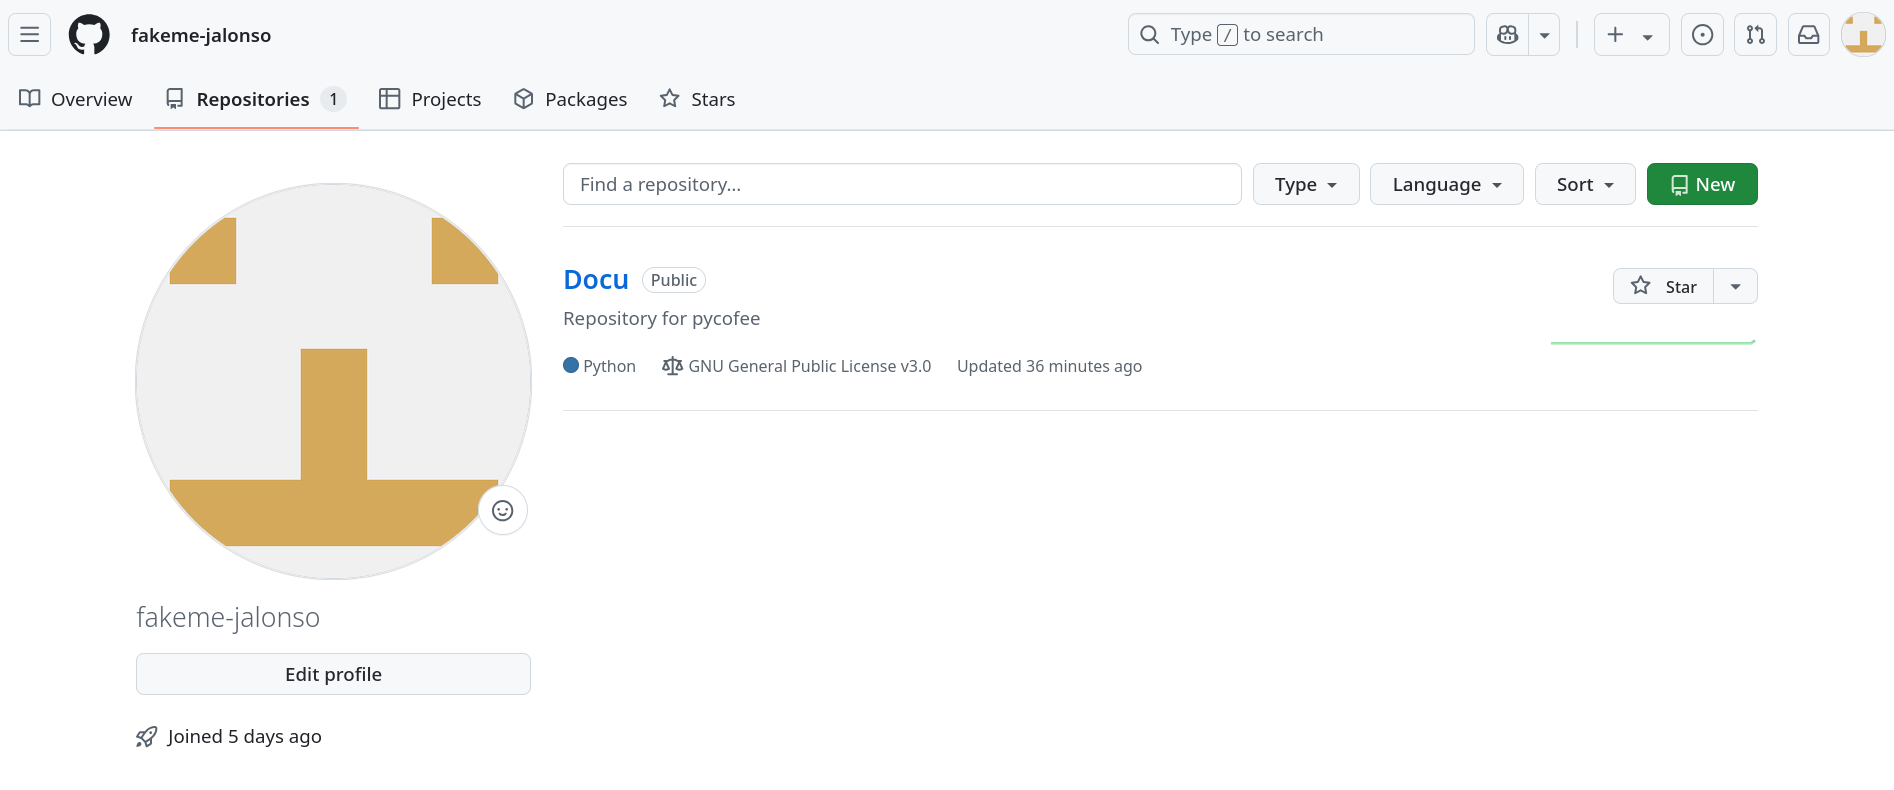 fakeme-jalonso
Type / to search
Overview
Repositories 1
Projects
Packages
Stars
Find a repository...
Type
Language
Sort
New
Docu Public
Star
Repository for pycofee
Python
GNU General Public License v3.0
Updated 36 minutes ago
fakeme-jalonso
Edit profile
Joined 5 days ago